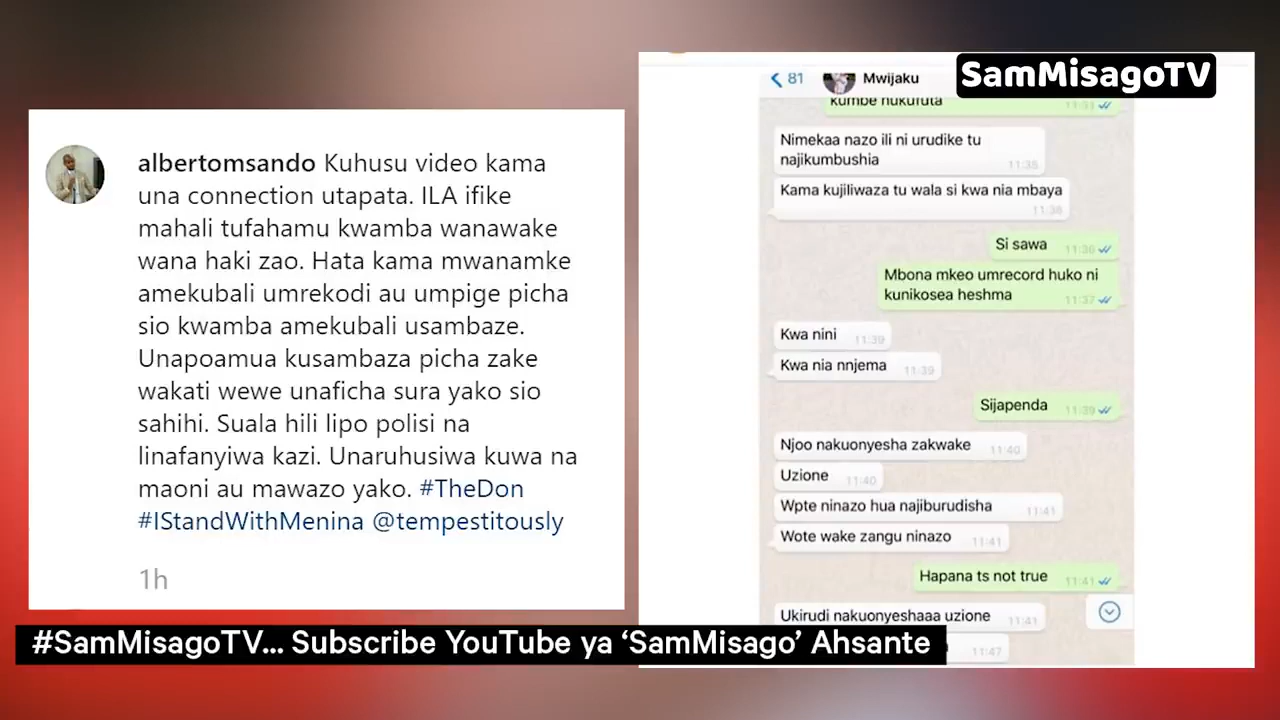 SamMisagoTV
albertomsando Kuhusu video kama
una connection utapata. ILA ifike
mahali tufahamu kwamba wanawake
wana haki zao. Hata kama mwanamke
amekubali umrekodi au umpige picha
sio kwamba amekubali usambaze.
Unapoamua kusambaza picha zake
wakati wewe unaficha sura yako sio
sahihi. Suala hili lipo polisi na
linafanyiwa kazi. Unaruhusiwa kuwa na
maoni au mawazo yako. #TheDon
#IStandWithMenina @tempestitously
1h
81 Mwijaku
kumbe hukufuta
Nimekaa nazo ili ni urudike tu
najikumbushia 11:35
Kama kujiliwaza tu wala si kwa nia mbaya
11:36
Si sawa 11:36
Mbona mkeo umrecord huko ni
kunikosea heshma 11:37
Kwa nini 11:39
Kwa nia nnjema 11:39
Sijapenda 11:39
Njoo nakuonyesha zakwake 11:40
Uzione 11:40
Wpte ninazo hua najiburudisha 11:41
Wote wake zangu ninazo 11:41
Hapana ts not true 11:41
Ukirudi nakuonyeshaaa uzione 11:41
11:47
#SamMisagoTV... Subscribe YouTube ya ‘SamMisago’ Ahsante